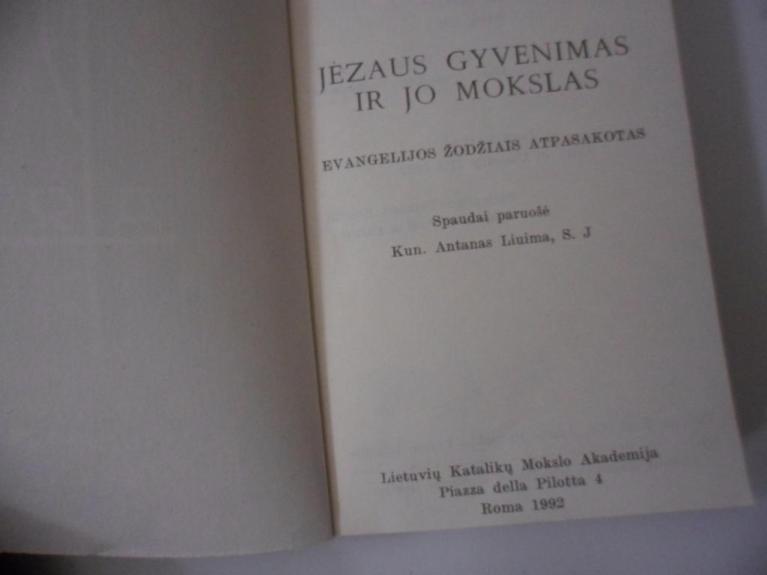 JĖZAUS GYVENIMAS
IR JO MOKSLAS
EVANGELIJOS ŽODŽIAIS ATPASAKOTAS
Spaudai paruošė
Kun. Antanas Liuima, S. J
Lietuvių Katalikų Mokslo Akademija
Piazza della Pilotta 4
Roma 1992